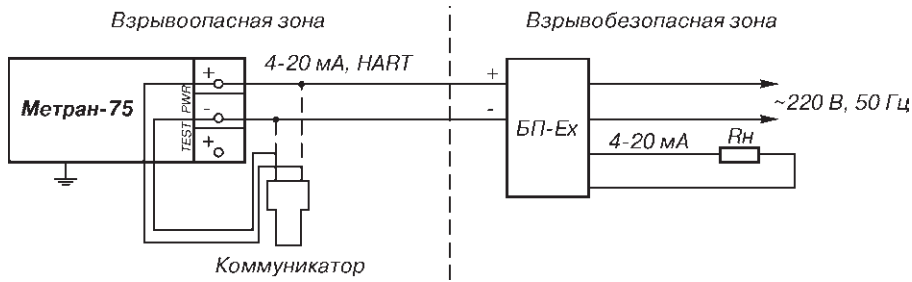 Взрывоопасная зона
Взрывобезопасная зона
4-20 мА, HART
Метран-75
+
-
+
PWR
TEST
+
-
БП-Ех
~220 В, 50 Гц
4-20 мА
Rн
Коммуникатор